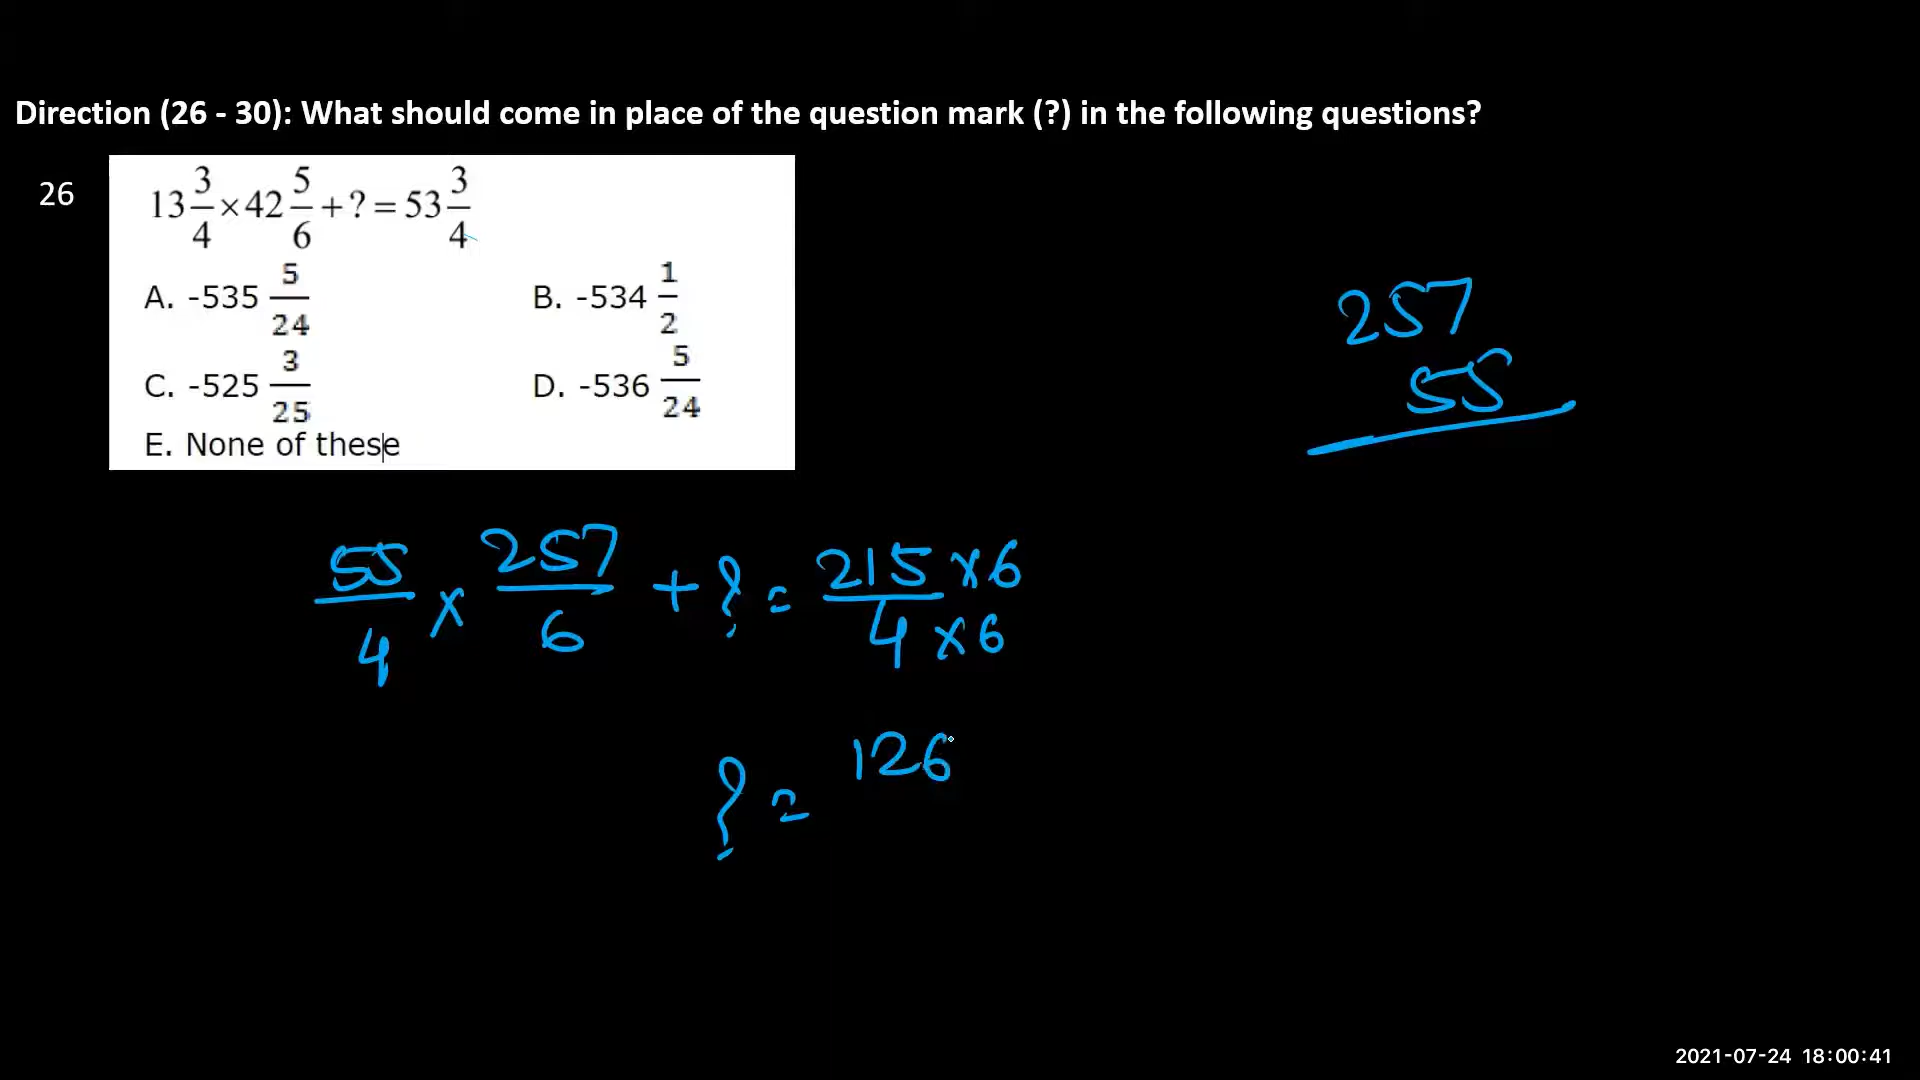 Direction (26 - 30): What should come in place of the question mark (?) in the following questions?
26
13 3/4 × 42 5/6 + ? = 53 3/4
A. -535 5/24 B. -534 1/2
C. -525 3/25 D. -536 5/24
E. None of these
257
55
55/4 × 257/6 + ? = 215×6/4×6
? = 126
2021-07-24 18:00:41